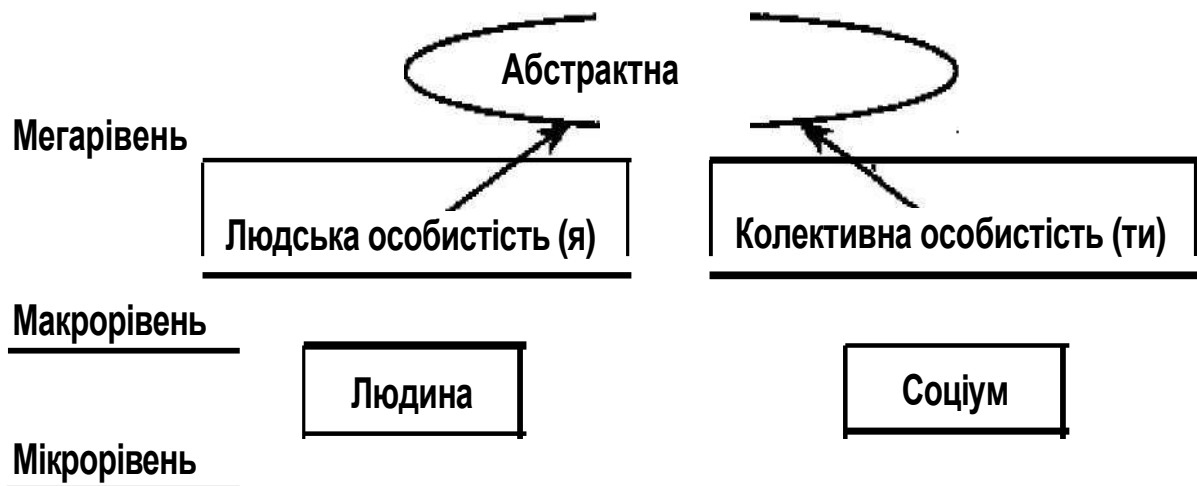 Абстрактна
Мегарівень
Людська особистість (я)
Колективна особистість (ти)
Макрорівень
Людина
Соціум
Мікрорівень